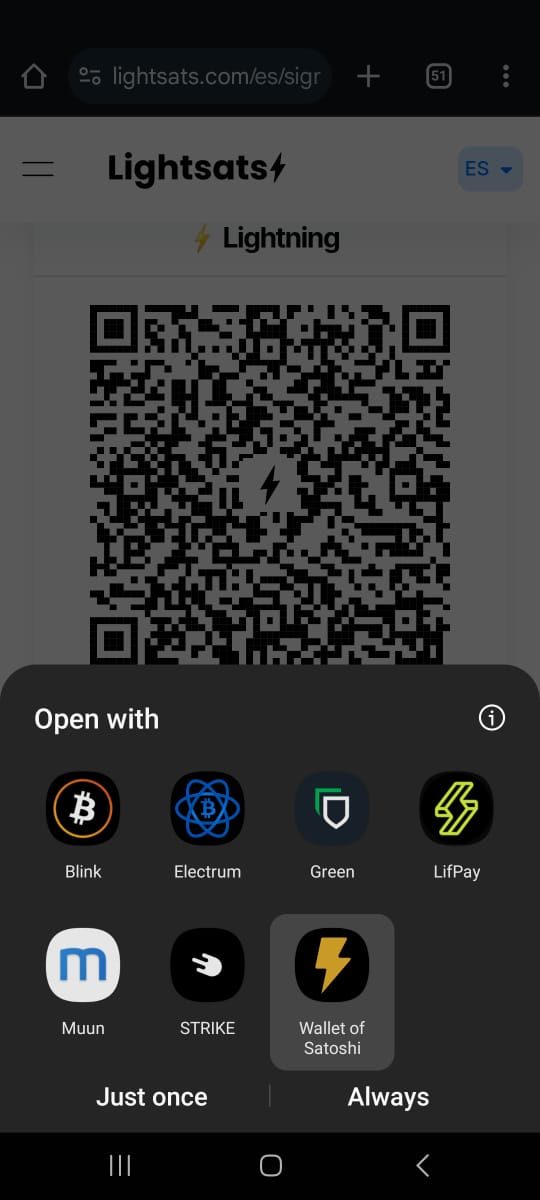 lightsats.com/es/sigr
51
Lightsats
ES
Lightning
Open with
Blink
Electrum
Green
LifPay
Muun
STRIKE
Wallet of
Satoshi
Just once
Always